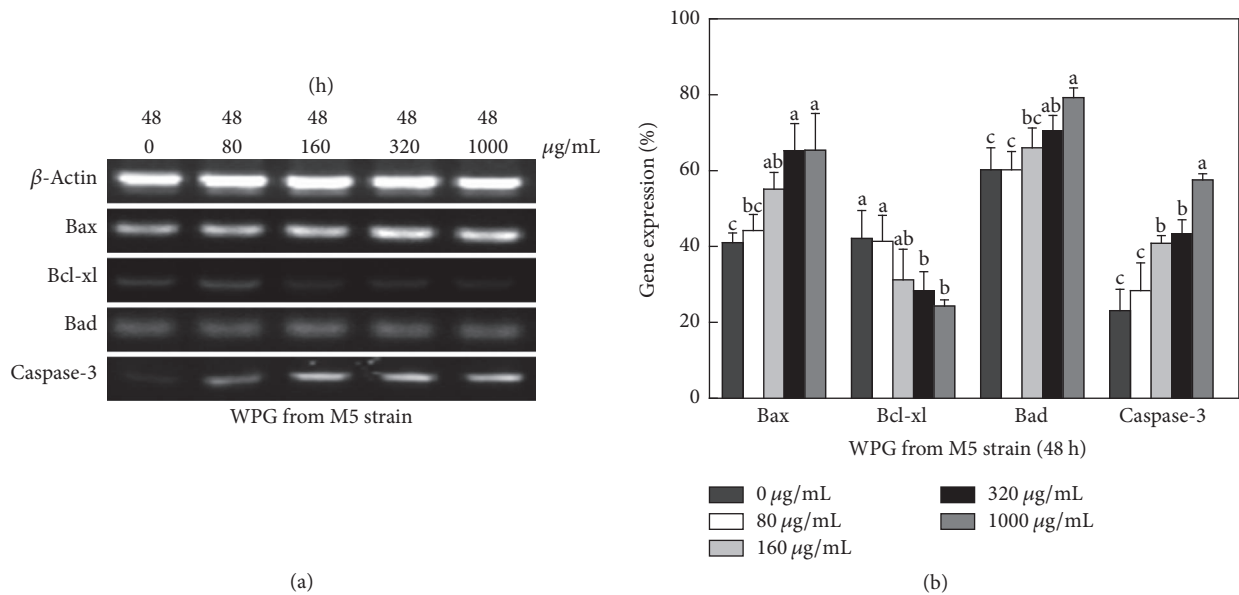 (h)
48 48 48 48 48
0 80 160 320 1000 μg/mL
β-Actin
Bax
Bcl-xl
Bad
Caspase-3
WPG from M5 strain
(a)
100
80
60
40
20
0
Gene expression (%)
c bc ab a a
a a ab b b
c c bc ab a
c c b b a
Bax Bcl-xl Bad Caspase-3
WPG from M5 strain (48 h)
0 μg/mL
80 μg/mL
160 μg/mL
320 μg/mL
1000 μg/mL
(b)